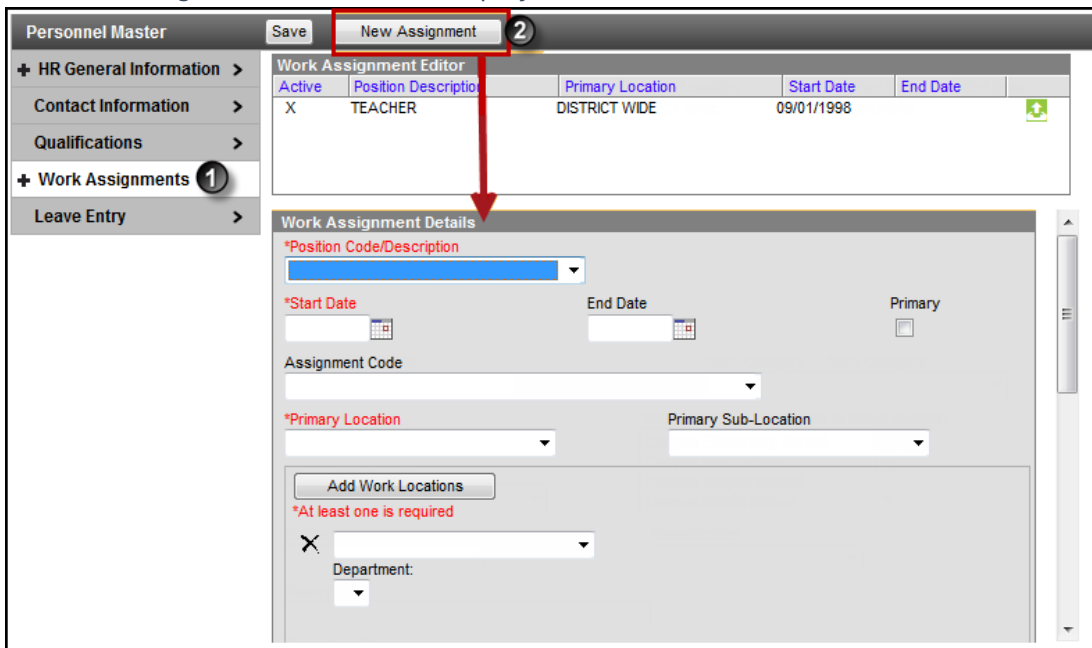 Personnel Master
Save
New Assignment
2
+ HR General Information >
Contact Information >
Qualifications >
+ Work Assignments 1
Leave Entry >
Work Assignment Editor
Active Position Description Primary Location Start Date End Date
X TEACHER DISTRICT WIDE 09/01/1998
Work Assignment Details
*Position Code/Description
*Start Date End Date Primary
Assignment Code
*Primary Location Primary Sub-Location
Add Work Locations
*At least one is required
Department: